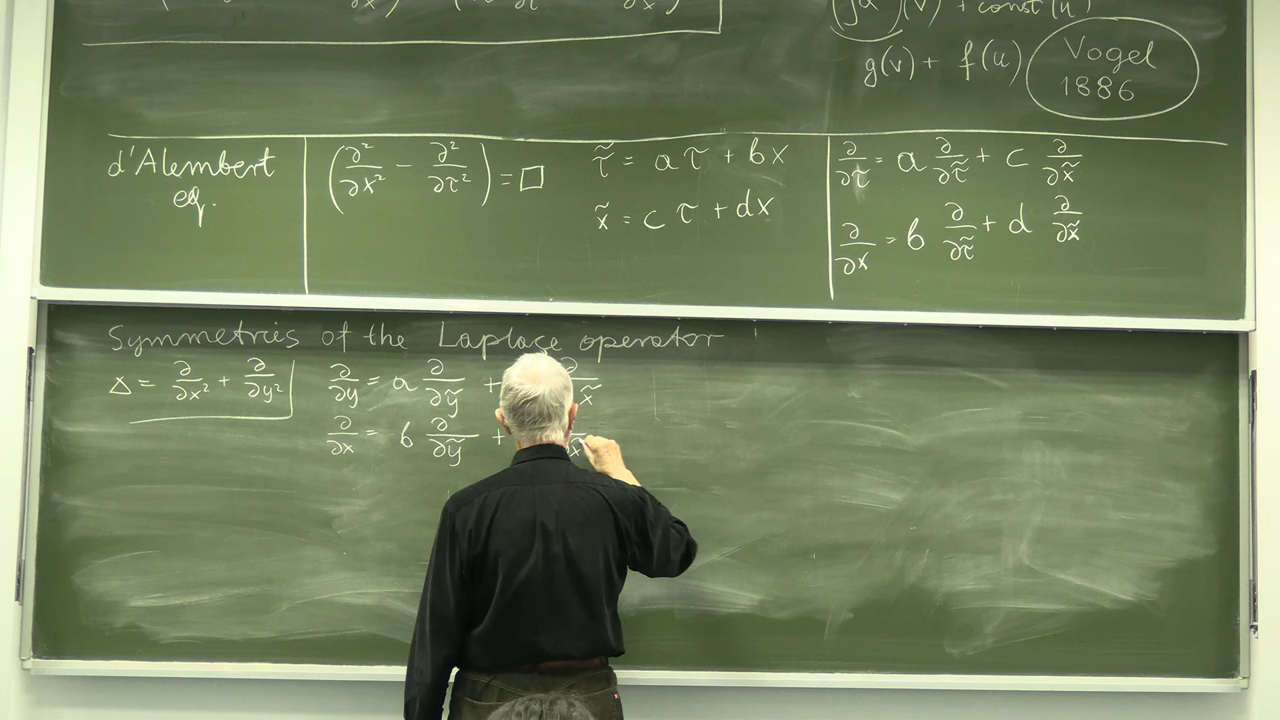 (∫a)(v) + const(u)
g(v) + f(u)
Vogel
1886
d'Alembert
eq.
(∂²/∂x² − ∂²/∂τ²) = □
τ̃ = aτ + bx
x̃ = cτ + dx
∂/∂τ = a ∂/∂τ̃ + c ∂/∂x̃
∂/∂x = b ∂/∂τ̃ + d ∂/∂x̃
Symmetries of the Laplace operator
Δ = ∂/∂x² + ∂/∂y²
∂/∂y = a ∂/∂ỹ + ∂/∂x̃
∂/∂x = b ∂/∂ỹ + ∂/∂x